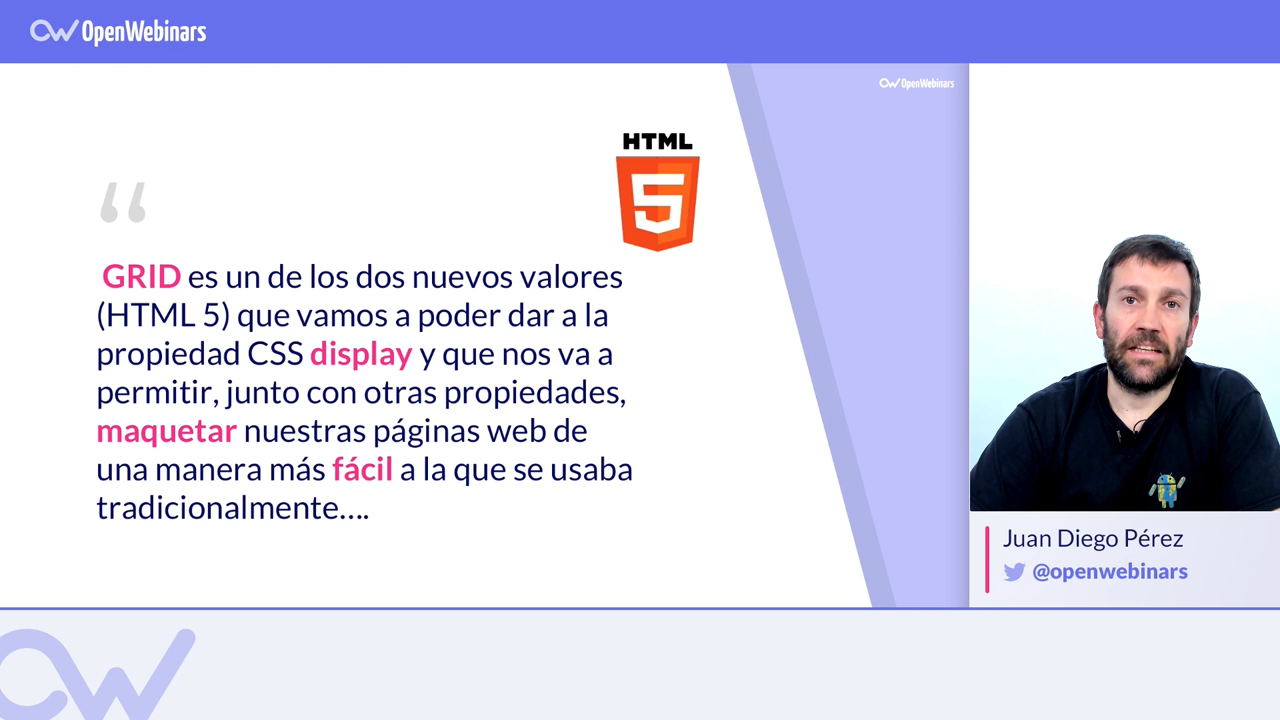 OpenWebinars
OpenWebinars
HTML
5
“
GRID es un de los dos nuevos valores
(HTML 5) que vamos a poder dar a la
propiedad CSS display y que nos va a
permitir, junto con otras propiedades,
maquetar nuestras páginas web de
una manera más fácil a la que se usaba
tradicionalmente....
Juan Diego Pérez
@openwebinars